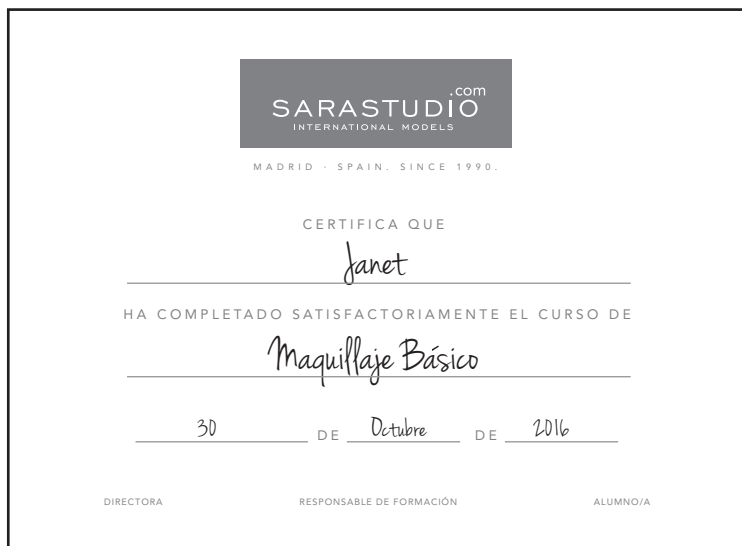 .com
SARASTUDIO
INTERNATIONAL MODELS
MADRID · SPAIN. SINCE 1990.
CERTIFICA QUE
Janet
HA COMPLETADO SATISFACTORIAMENTE EL CURSO DE
Maquillaje Básico
30 DE Octubre DE 2016
DIRECTORA RESPONSABLE DE FORMACIÓN ALUMNO/A